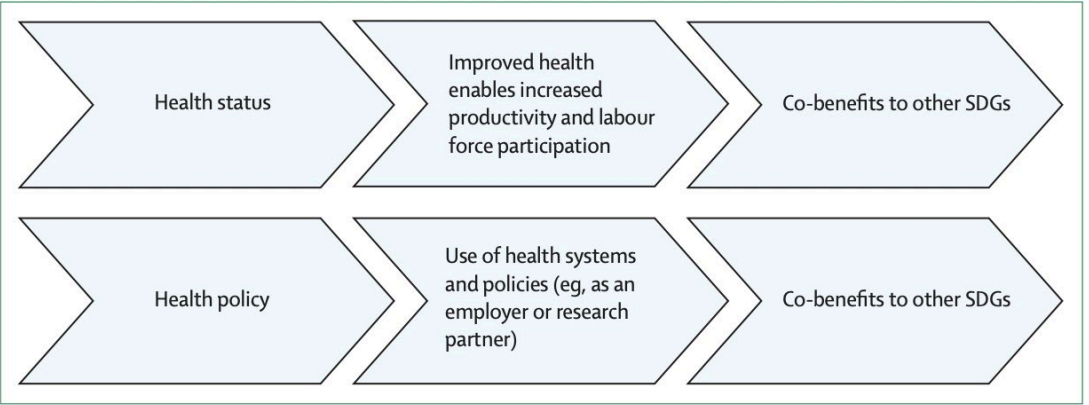 Health status
Improved health
enables increased
productivity and labour
force participation
Co-benefits to other SDGs
Health policy
Use of health systems
and policies (eg, as an
employer or research
partner)
Co-benefits to other SDGs